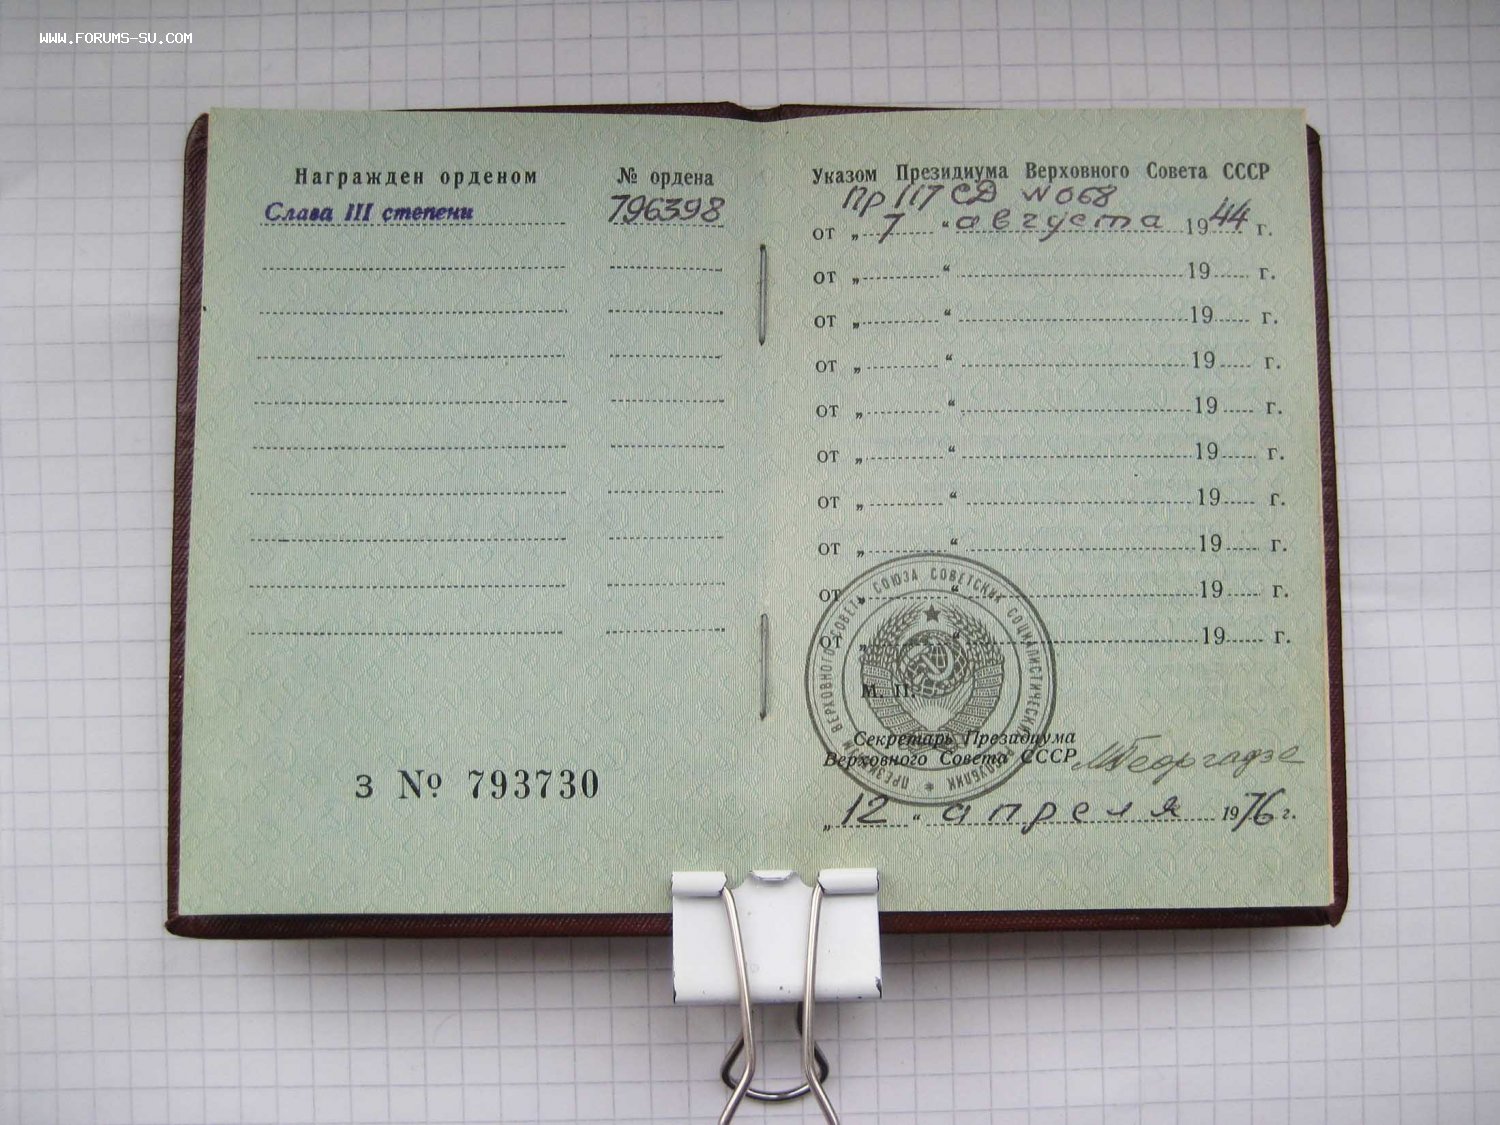 WWW.FORUMS-SU.COM
Награжден орденом № ордена
Слава III степени 796398
З № 793730
Указом Президиума Верховного Совета СССР
Пр 117 СД № 068
от „ 7 “ августа 1944 г.
от „ “ 19 г.
от „ “ 19 г.
от „ “ 19 г.
от „ “ 19 г.
от „ “ 19 г.
от „ “ 19 г.
от „ “ 19 г.
от „ “ 19 г.
от „ “ 19 г.
ПРЕЗИДИУМ ВЕРХОВНОГО СОВЕТА СОЮЗА СОВЕТСКИХ СОЦИАЛИСТИЧЕСКИХ РЕСПУБЛИК
М. П.
Секретарь Президиума
Верховного Совета СССР МГеоргадзе
„ 12 “ апреля 1976 г.